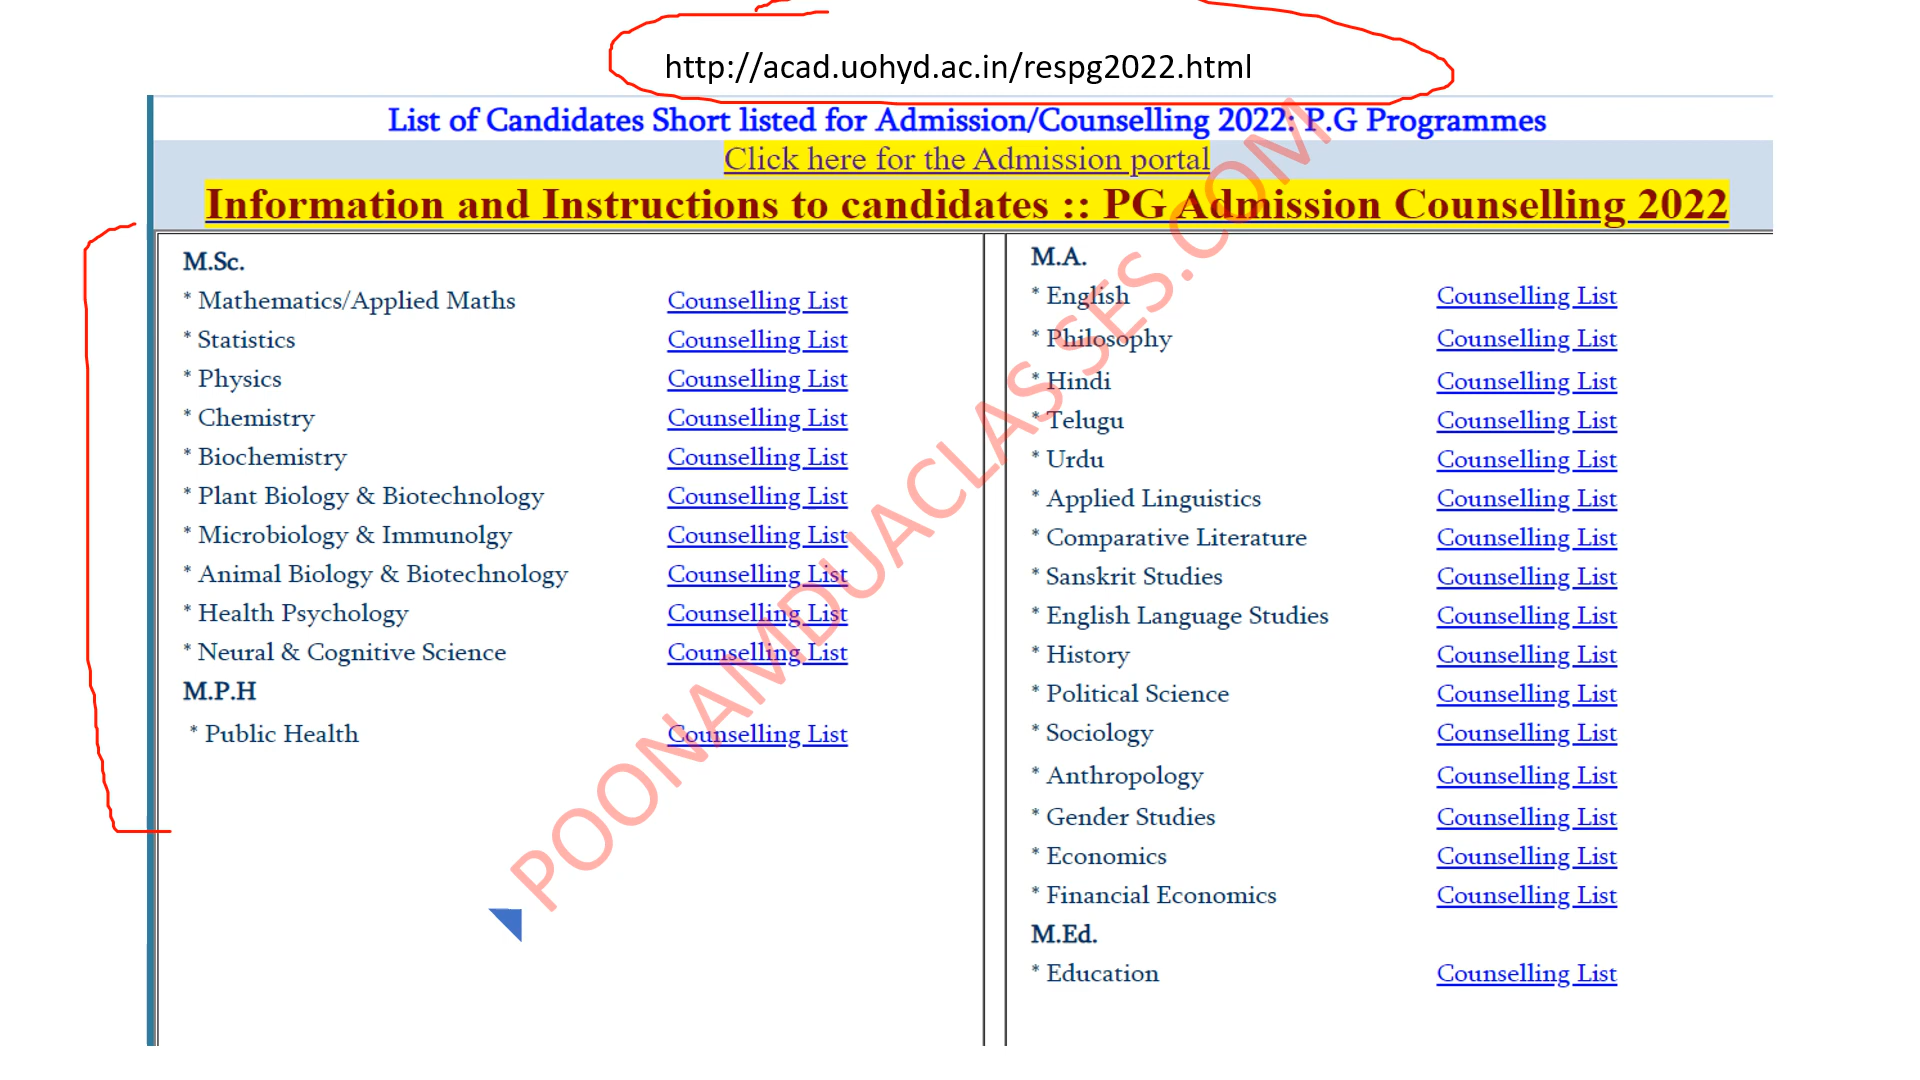 http://acad.uohyd.ac.in/respg2022.html
List of Candidates Short listed for Admission/Counselling 2022: P.G Programmes
Click here for the Admission portal
Information and Instructions to candidates :: PG Admission Counselling 2022
M.Sc.
* Mathematics/Applied Maths Counselling List
* Statistics Counselling List
* Physics Counselling List
* Chemistry Counselling List
* Biochemistry Counselling List
* Plant Biology & Biotechnology Counselling List
* Microbiology & Immunolgy Counselling List
* Animal Biology & Biotechnology Counselling List
* Health Psychology Counselling List
* Neural & Cognitive Science Counselling List
M.P.H
* Public Health Counselling List
M.A.
* English Counselling List
* Philosophy Counselling List
* Hindi Counselling List
* Telugu Counselling List
* Urdu Counselling List
* Applied Linguistics Counselling List
* Comparative Literature Counselling List
* Sanskrit Studies Counselling List
* English Language Studies Counselling List
* History Counselling List
* Political Science Counselling List
* Sociology Counselling List
* Anthropology Counselling List
* Gender Studies Counselling List
* Economics Counselling List
* Financial Economics Counselling List
M.Ed.
* Education Counselling List
POONAMDUACLAS SES.COM